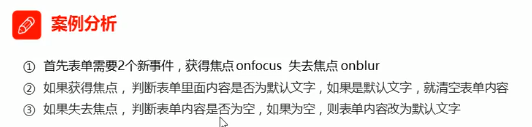 案例分析
① 首先表单需要2个新事件，获得焦点 onfocus 失去焦点 onblur
② 如果获得焦点，判断表单里面内容是否为默认文字，如果是默认文字，就清空表单内容
③ 如果失去焦点，判断表单内容是否为空，如果为空，则表单内容改为默认文字